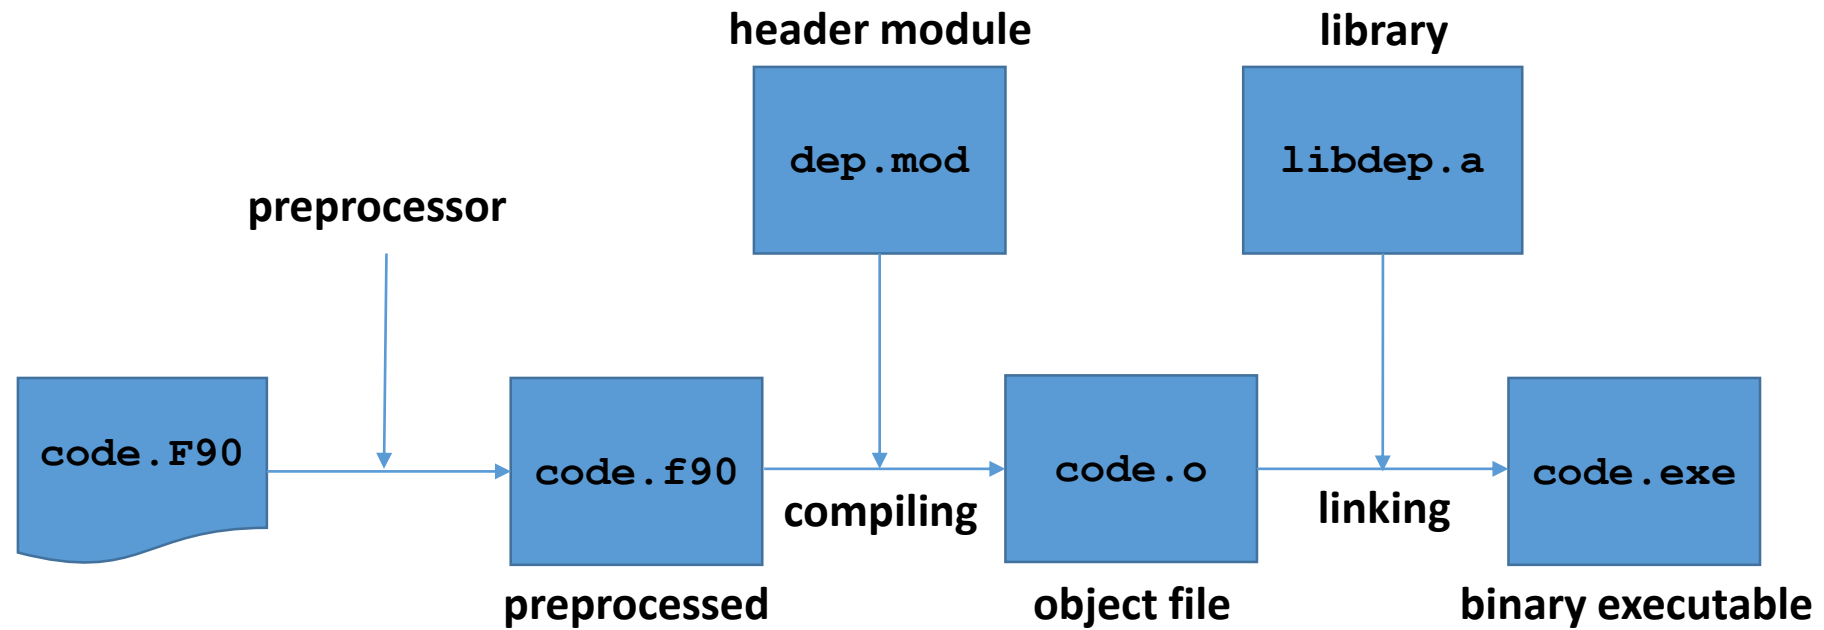 header module
library
dep.mod
libdep.a
preprocessor
code.F90
code.f90
code.o
code.exe
compiling
linking
preprocessed
object file
binary executable